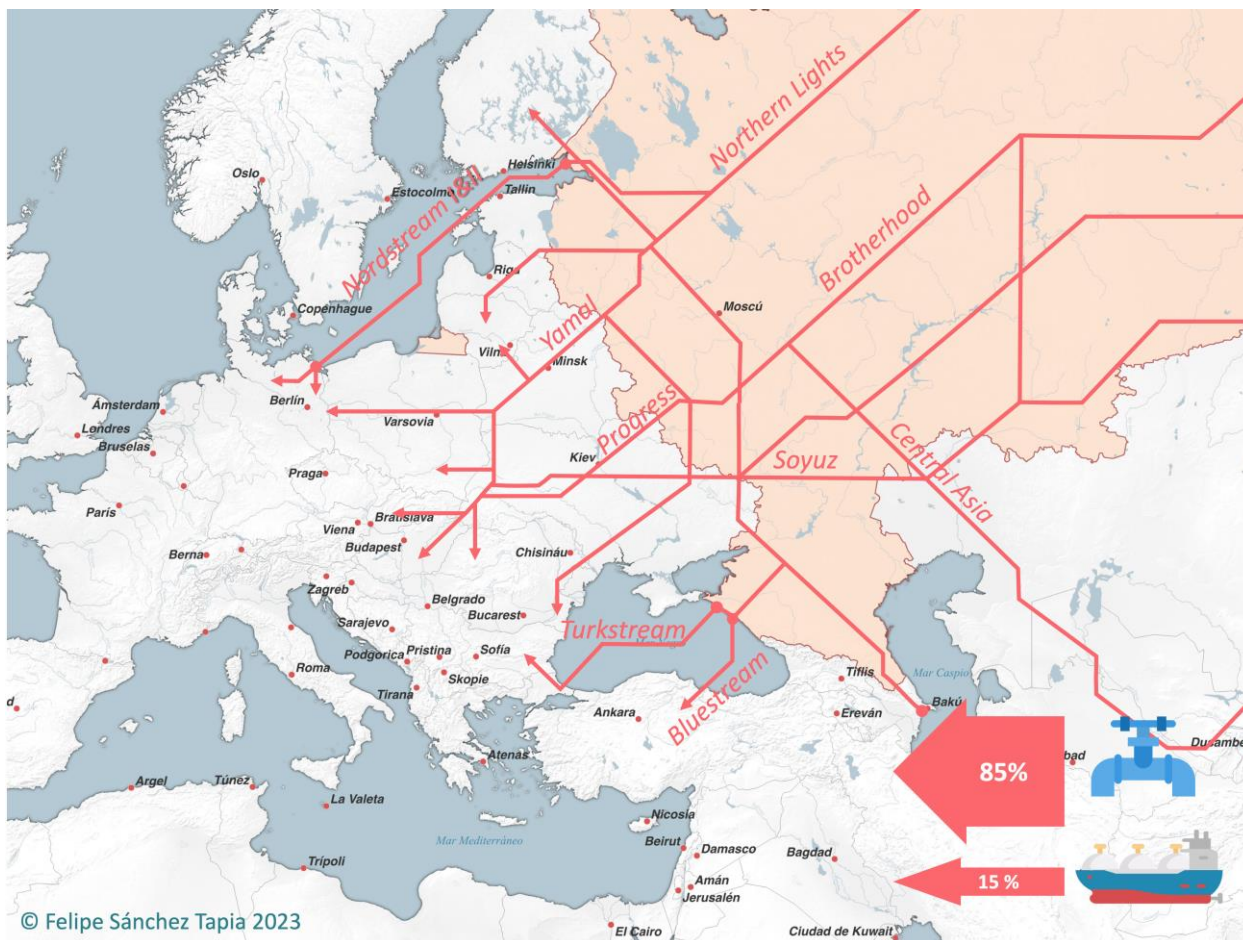 Northern Lights
Helsinki
Oslo
Estocolmo
Tallin
Nordstream I&II
Brotherhood
Riga
Moscú
Copenhague
Yamal
Vilna
Minsk
Ámsterdam
Berlín
Varsovia
Progress
Londres
Bruselas
Central Asia
Kiev
Soyuz
Praga
París
Bratislava
Viena
Budapest
Chisináu
Berna
Zagreb
Belgrado
Bucarest
Sarajevo
Turkstream
Pristina
Sofía
Podgorica
Skopie
Roma
Tirana
Bluestream
Tiflis
Mar Caspio
Bakú
Ankara
Ereván
Dusambé
bad
Atenas
85%
Argel
Túnez
La Valeta
Nicosia
Mar Mediterráneo
Beirut
Damasco
Bagdad
Trípoli
Amán
Jerusalén
15 %
© Felipe Sánchez Tapia 2023
El Cairo
Ciudad de Kuwait